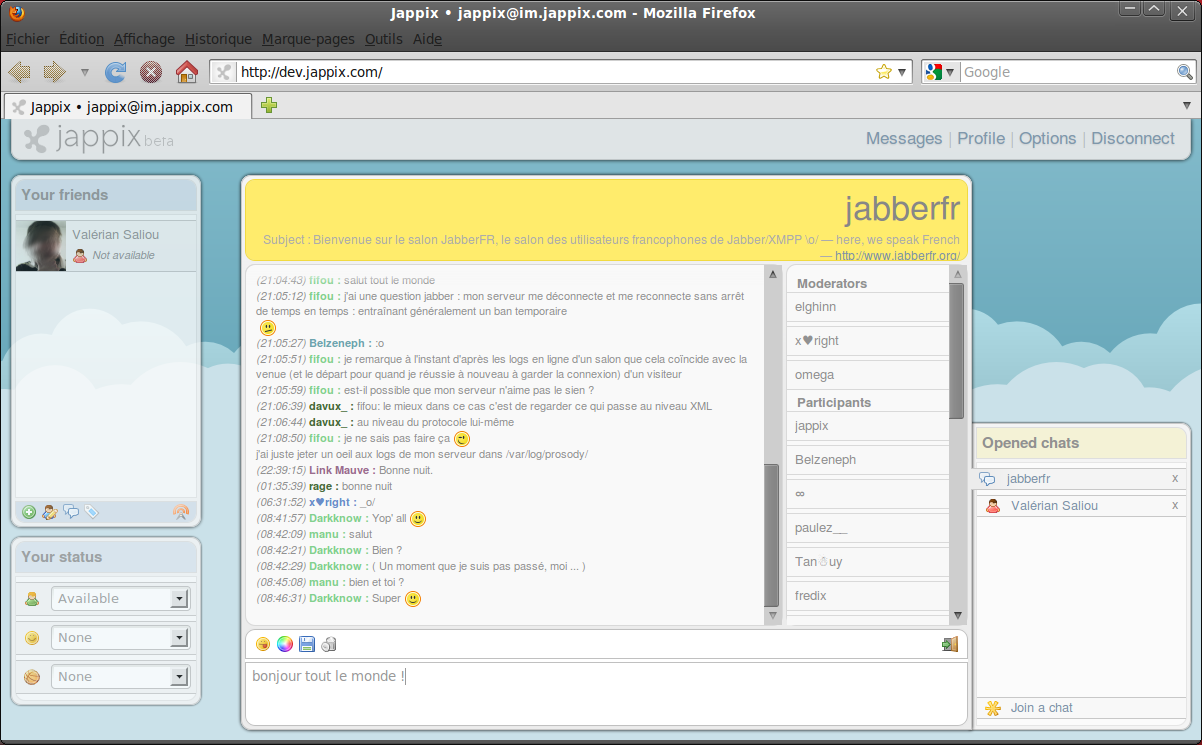 Jappix • jappix@im.jappix.com - Mozilla Firefox
Fichier Édition Affichage Historique Marque-pages Outils Aide
http://dev.jappix.com/
Google
Jappix • jappix@im.jappix.com
jappix beta
Messages | Profile | Options | Disconnect
Your friends
Valérian Saliou
Not available
Your status
Available
None
None
jabberfr
Subject : Bienvenue sur le salon JabberFR, le salon des utilisateurs francophones de Jabber/XMPP \o/ — here, we speak French
— http://www.jabberfr.org/
(21:04:43) fifou : salut tout le monde
(21:05:12) fifou : j'ai une question jabber : mon serveur me déconnecte et me reconnecte sans arrêt
de temps en temps : entraînant généralement un ban temporaire
(21:05:27) Belzeneph : :o
(21:05:51) fifou : je remarque à l'instant d'après les logs en ligne d'un salon que cela coïncide avec la
venue (et le départ pour quand je réussie à nouveau à garder la connexion) d'un visiteur
(21:05:59) fifou : est-il possible que mon serveur n'aime pas le sien ?
(21:06:39) davux_ : fifou: le mieux dans ce cas c'est de regarder ce qui passe au niveau XML
(21:06:44) davux_ : au niveau du protocole lui-même
(21:08:50) fifou : je ne sais pas faire ça
j'ai juste jeter un oeil aux logs de mon serveur dans /var/log/prosody/
(22:39:15) Link Mauve : Bonne nuit.
(01:35:39) rage : bonne nuit
(06:31:52) x♥right : _o/
(08:41:57) Darkknow : Yop' all
(08:42:09) manu : salut
(08:42:21) Darkknow : Bien ?
(08:42:29) Darkknow : ( Un moment que je suis pas passé, moi ... )
(08:45:08) manu : bien et toi ?
(08:46:31) Darkknow : Super
Moderators
elghinn
x♥right
omega
Participants
jappix
Belzeneph
∞
paulez__
Tan☃uy
fredix
bonjour tout le monde !
Opened chats
jabberfr x
Valérian Saliou x
Join a chat